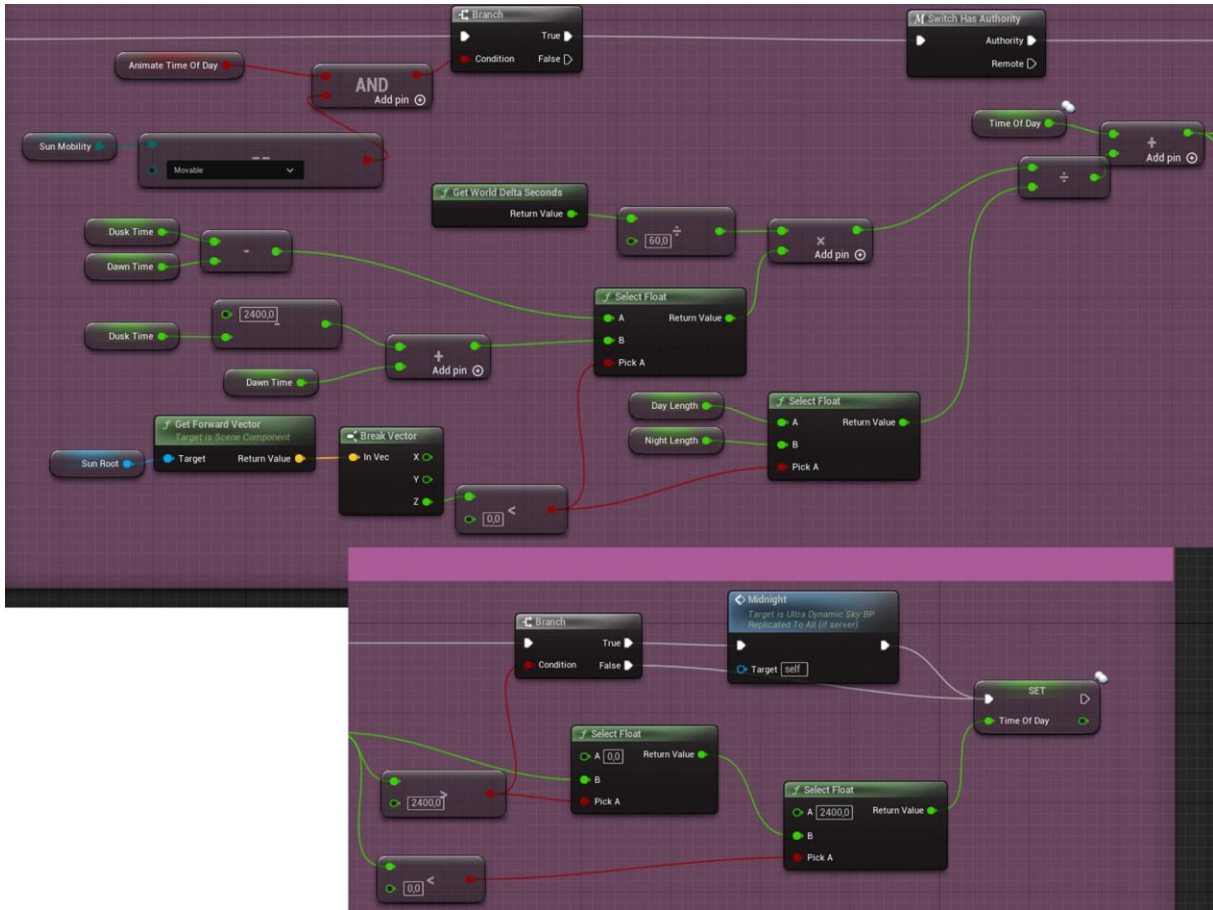 Branch
True
Condition False
Switch Has Authority
Authority
Remote
Animate Time Of Day
AND
Add pin
Sun Mobility
==
Movable
Time Of Day
+
Add pin
÷
f Get World Delta Seconds
Return Value
60,0 ÷
×
Add pin
Dusk Time
Dawn Time
-
f Select Float
A Return Value
B
Pick A
2400,0
-
Dusk Time
+
Add pin
Dawn Time
Day Length
Night Length
f Select Float
A Return Value
B
Pick A
f Get Forward Vector
Target is Scene Component
Target Return Value
Sun Root
Break Vector
In Vec X
Y
Z
0,0 <
Branch
True
Condition False
Midnight
Target is Ultra Dynamic Sky BP
Replicated To All (if server)
Target self
SET
Time Of Day
f Select Float
A 0,0 Return Value
B
Pick A
2400,0 >
f Select Float
A 2400,0 Return Value
B
Pick A
0,0 <